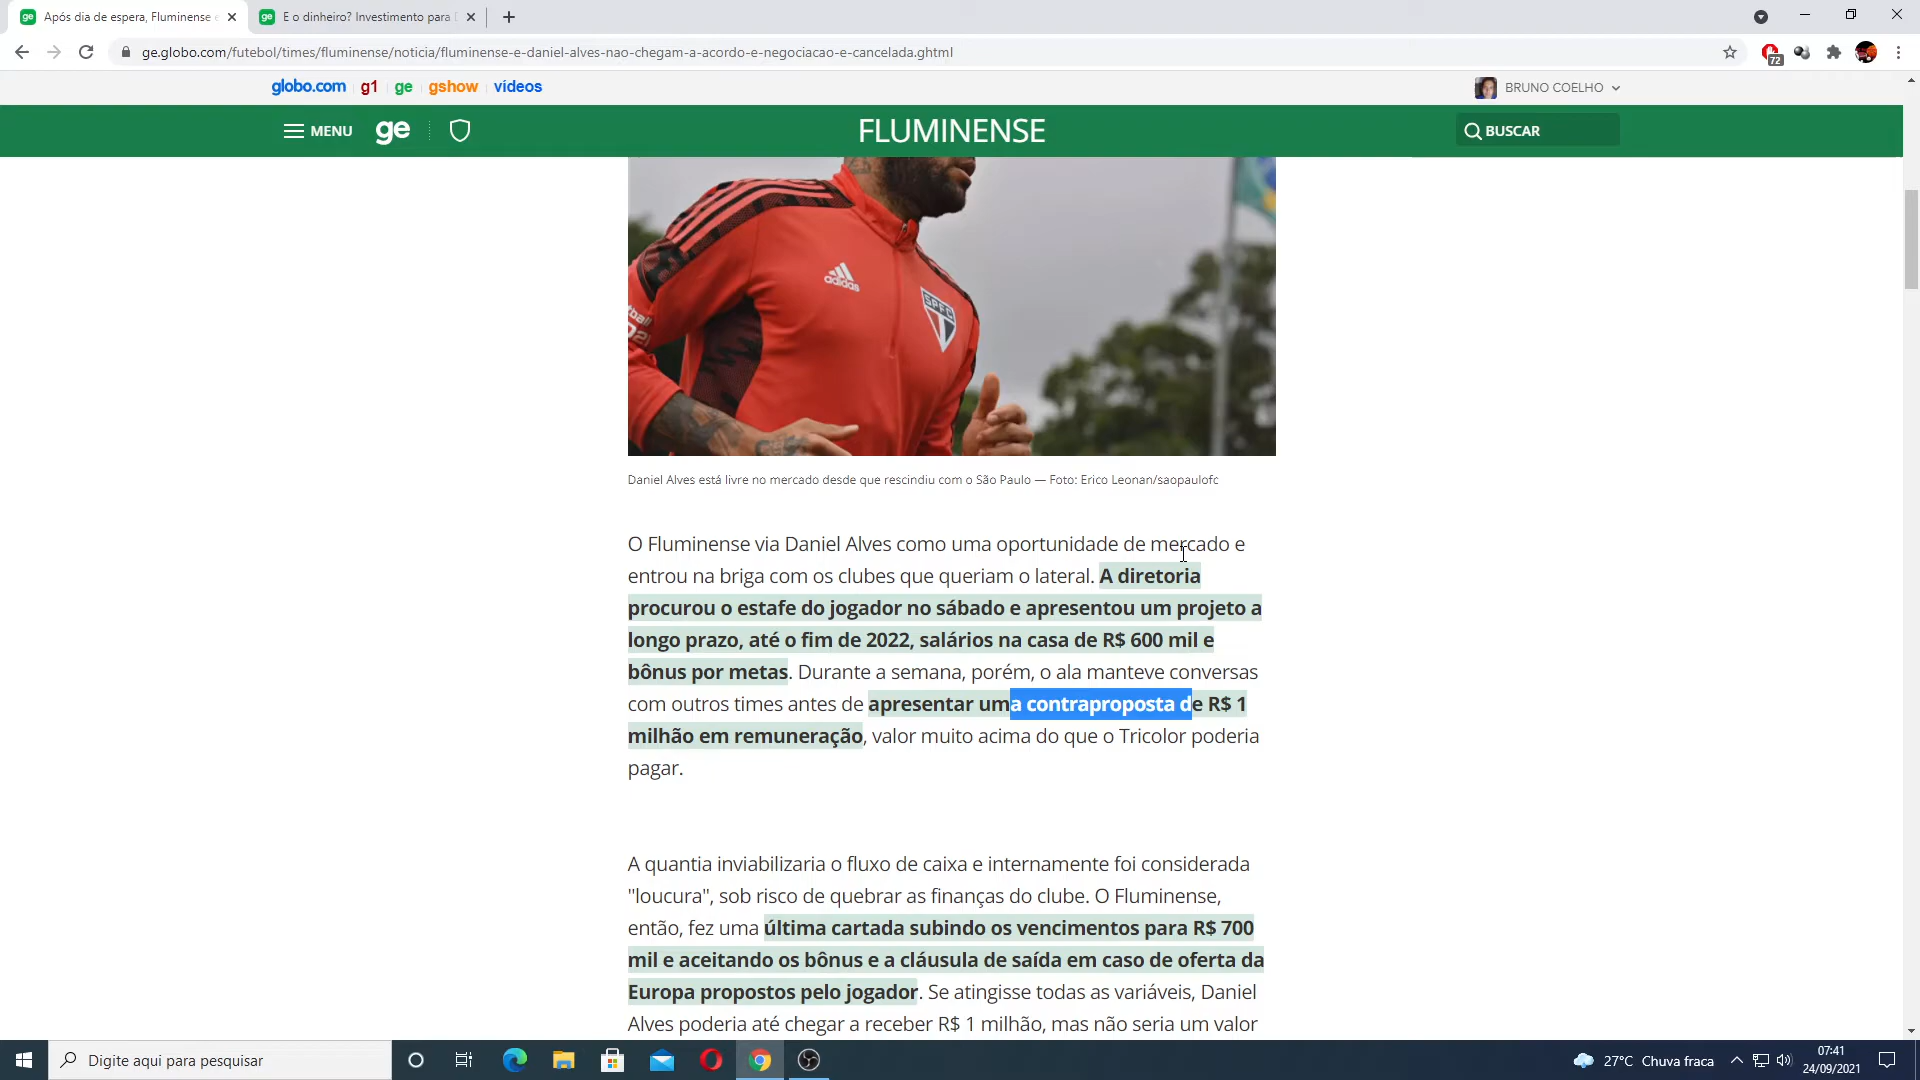 Após dia de espera, Fluminense e
E o dinheiro? Investimento para
ge.globo.com/futebol/times/fluminense/noticia/fluminense-e-daniel-alves-nao-chegam-a-acordo-e-negociacao-e-cancelada.ghtml
72
globo.com g1 ge gshow vídeos
BRUNO COELHO
MENU ge
FLUMINENSE
BUSCAR
adidas
SPFC
Daniel Alves está livre no mercado desde que rescindiu com o São Paulo — Foto: Erico Leonan/saopaulofc
O Fluminense via Daniel Alves como uma oportunidade de mercado e
entrou na briga com os clubes que queriam o lateral. A diretoria
procurou o estafe do jogador no sábado e apresentou um projeto a
longo prazo, até o fim de 2022, salários na casa de R$ 600 mil e
bônus por metas. Durante a semana, porém, o ala manteve conversas
com outros times antes de apresentar uma contraproposta de R$ 1
milhão em remuneração, valor muito acima do que o Tricolor poderia
pagar.
A quantia inviabilizaria o fluxo de caixa e internamente foi considerada
"loucura", sob risco de quebrar as finanças do clube. O Fluminense,
então, fez uma última cartada subindo os vencimentos para R$ 700
mil e aceitando os bônus e a cláusula de saída em caso de oferta da
Europa propostos pelo jogador. Se atingisse todas as variáveis, Daniel
Alves poderia até chegar a receber R$ 1 milhão, mas não seria um valor
Digite aqui para pesquisar
27°C Chuva fraca
07:41
24/09/2021